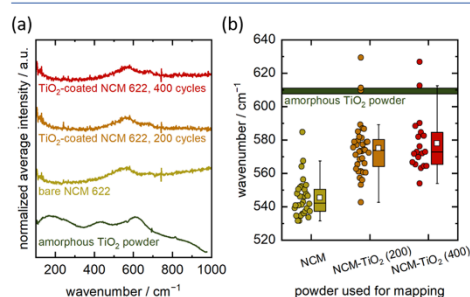 (a)
normalized average intensity / a.u.
TiO₂-coated NCM 622, 400 cycles
TiO₂-coated NCM 622, 200 cycles
bare NCM 622
amorphous TiO₂ powder
200 400 600 800 1000
wavenumber / cm⁻¹
(b)
wavenumber / cm⁻¹
640
620
600
580
560
540
520
amorphous TiO₂ powder
NCM NCM-TiO₂ (200) NCM-TiO₂ (400)
powder used for mapping